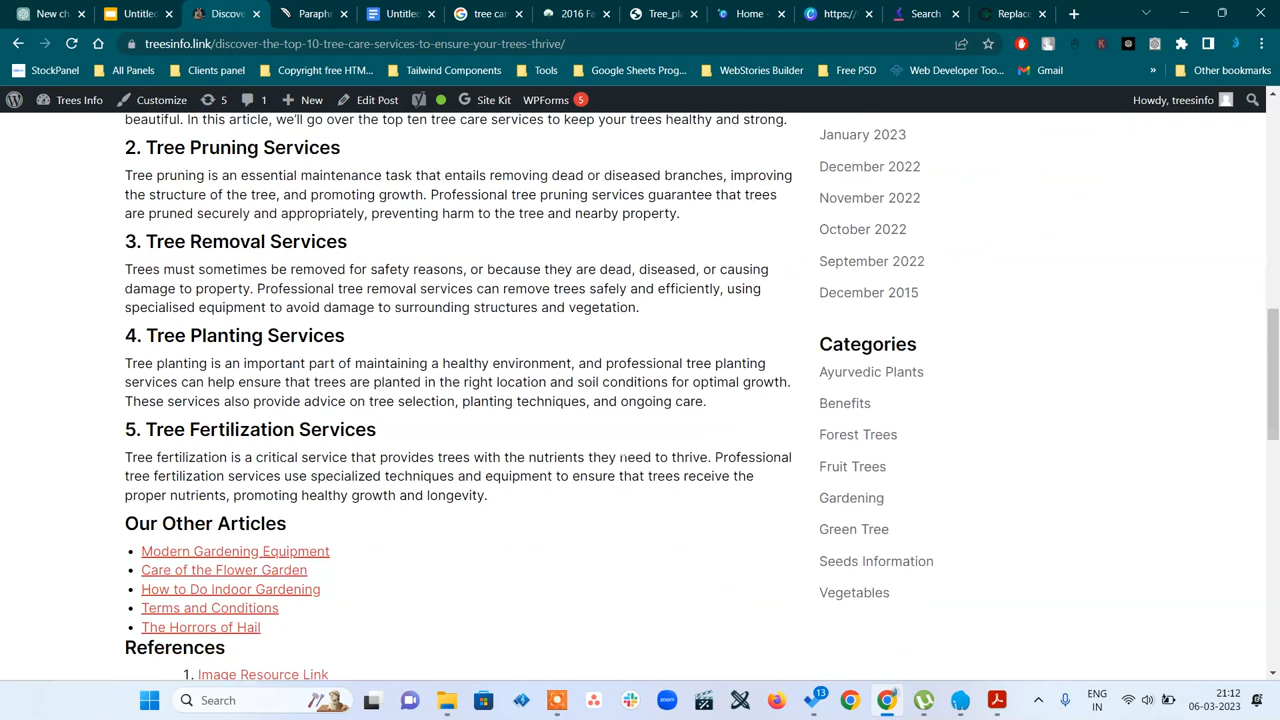 New ch
Untitled
Discove
Paraphr
Untitled
tree car
2016 Fa
Tree_pl
Home -
https://
Search
Replace
treesinfo.link/discover-the-top-10-tree-care-services-to-ensure-your-trees-thrive/
StockPanel
All Panels
Clients panel
Copyright free HTM...
Tailwind Components
Tools
Google Sheets Prog...
WebStories Builder
Free PSD
Web Developer Too...
Gmail
»
Other bookmarks
Trees Info
Customize
5
1
New
Edit Post
Site Kit
WPForms 5
Howdy, treesinfo
beautiful. In this article, we'll go over the top ten tree care services to keep your trees healthy and strong.
2. Tree Pruning Services
Tree pruning is an essential maintenance task that entails removing dead or diseased branches, improving
the structure of the tree, and promoting growth. Professional tree pruning services guarantee that trees
are pruned securely and appropriately, preventing harm to the tree and nearby property.
3. Tree Removal Services
Trees must sometimes be removed for safety reasons, or because they are dead, diseased, or causing
damage to property. Professional tree removal services can remove trees safely and efficiently, using
specialised equipment to avoid damage to surrounding structures and vegetation.
4. Tree Planting Services
Tree planting is an important part of maintaining a healthy environment, and professional tree planting
services can help ensure that trees are planted in the right location and soil conditions for optimal growth.
These services also provide advice on tree selection, planting techniques, and ongoing care.
5. Tree Fertilization Services
Tree fertilization is a critical service that provides trees with the nutrients they need to thrive. Professional
tree fertilization services use specialized techniques and equipment to ensure that trees receive the
proper nutrients, promoting healthy growth and longevity.
Our Other Articles
• Modern Gardening Equipment
• Care of the Flower Garden
• How to Do Indoor Gardening
• Terms and Conditions
• The Horrors of Hail
References
1. Image Resource Link
January 2023
December 2022
November 2022
October 2022
September 2022
December 2015
Categories
Ayurvedic Plants
Benefits
Forest Trees
Fruit Trees
Gardening
Green Tree
Seeds Information
Vegetables
Search
zoom
13
ENG
IN
21:12
06-03-2023